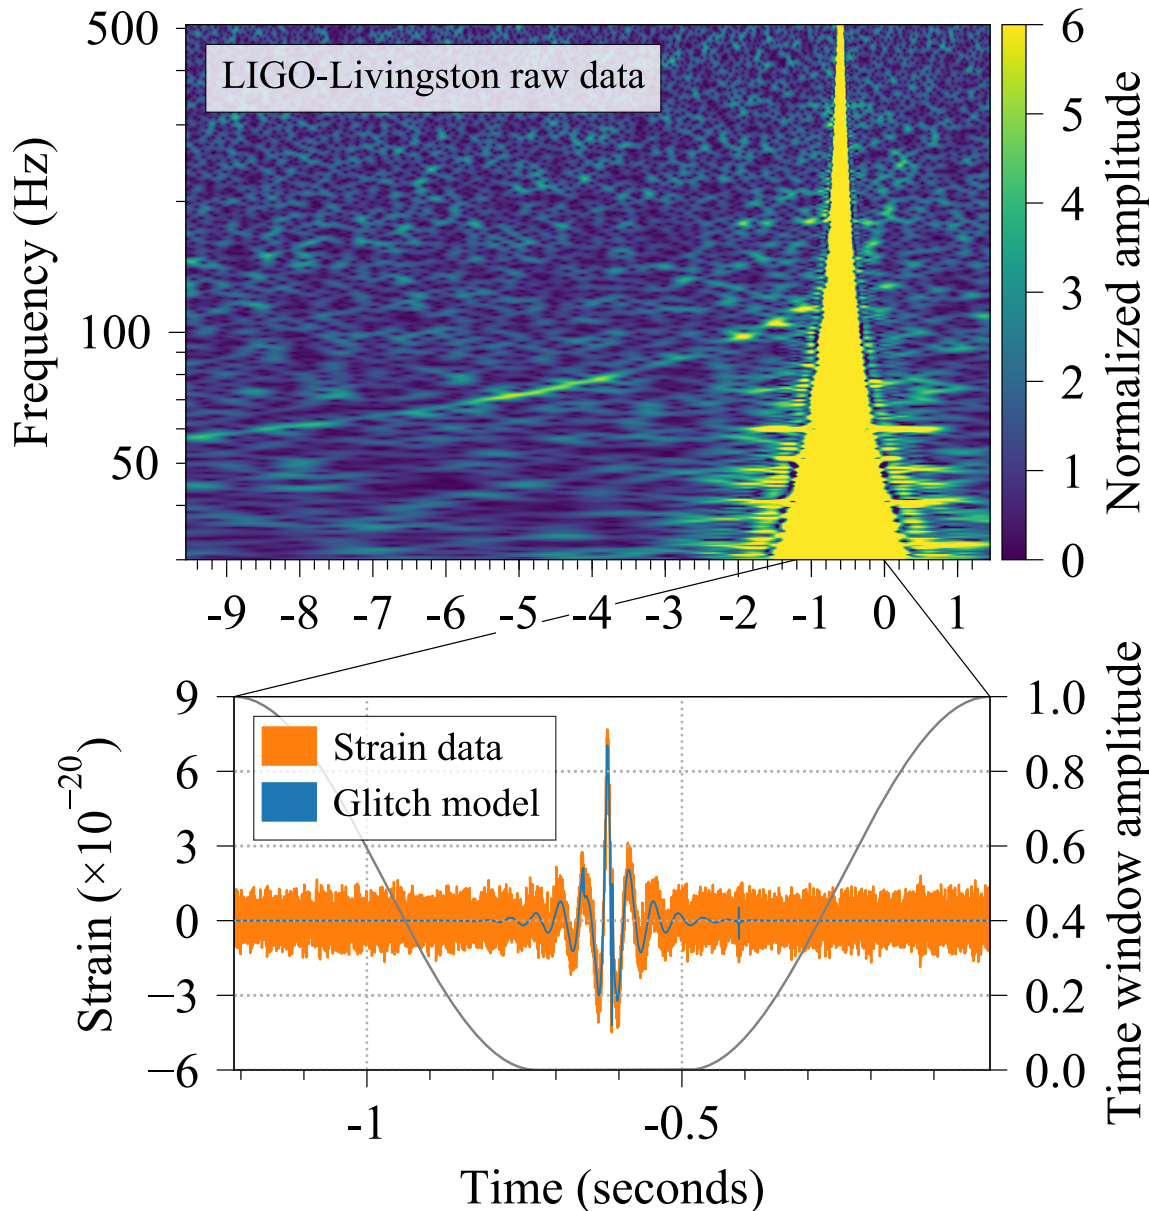 500
LIGO-Livingston raw data
100
50
Frequency (Hz)
6
5
4
3
2
1
0
Normalized amplitude
-9 -8 -7 -6 -5 -4 -3 -2 -1 0 1
9
6
3
0
−3
−6
Strain (×10⁻²⁰)
Strain data
Glitch model
1.0
0.8
0.6
0.4
0.2
0.0
Time window amplitude
-1 -0.5
Time (seconds)